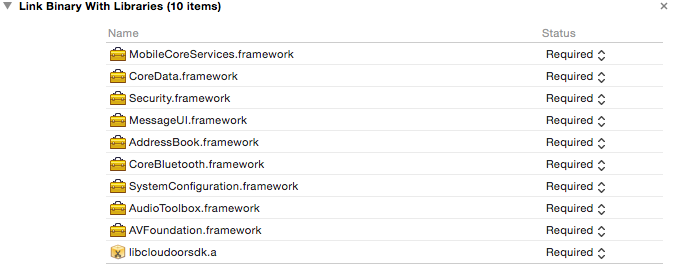 Link Binary With Libraries (10 items)
Name Status
MobileCoreServices.framework Required
CoreData.framework Required
Security.framework Required
MessageUI.framework Required
AddressBook.framework Required
CoreBluetooth.framework Required
SystemConfiguration.framework Required
AudioToolbox.framework Required
AVFoundation.framework Required
libcloudoorsdk.a Required